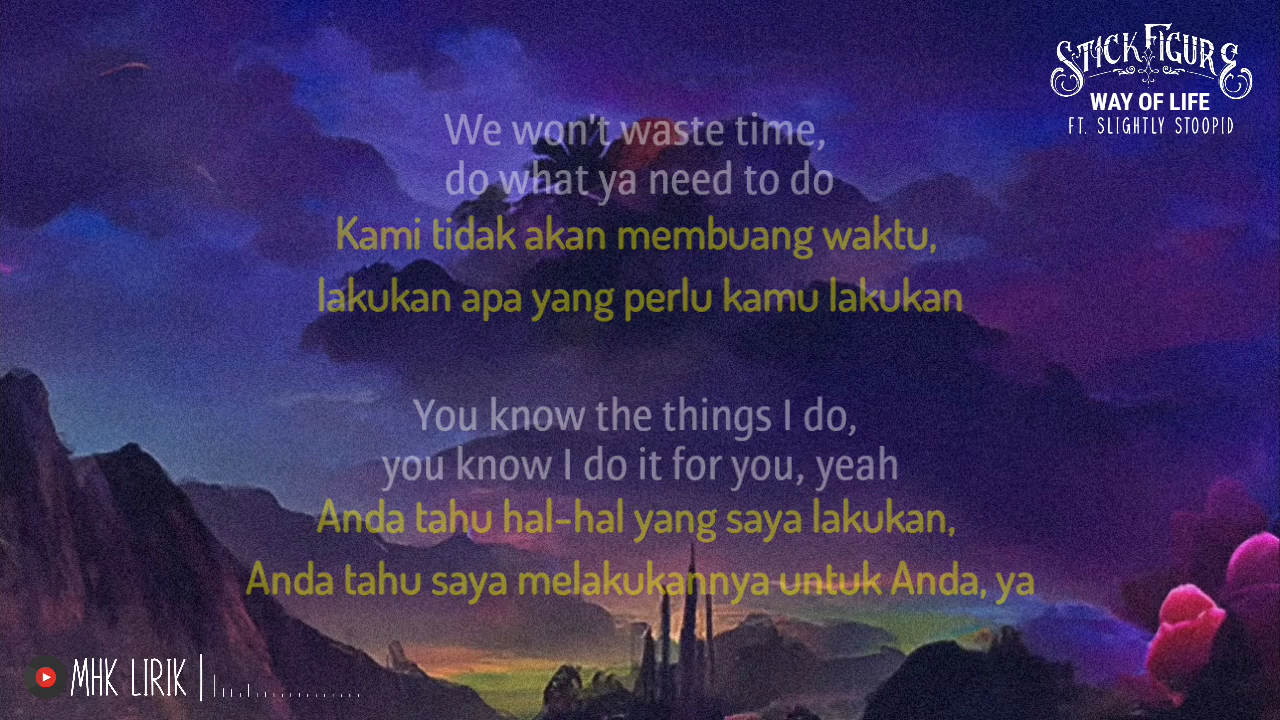 STICK FIGURE
WAY OF LIFE
FT. SLIGHTLY STOOPID
We won't waste time,
do what ya need to do
Kami tidak akan membuang waktu,
lakukan apa yang perlu kamu lakukan
You know the things I do,
you know I do it for you, yeah
Anda tahu hal-hal yang saya lakukan,
Anda tahu saya melakukannya untuk Anda, ya
MHK LIRIK